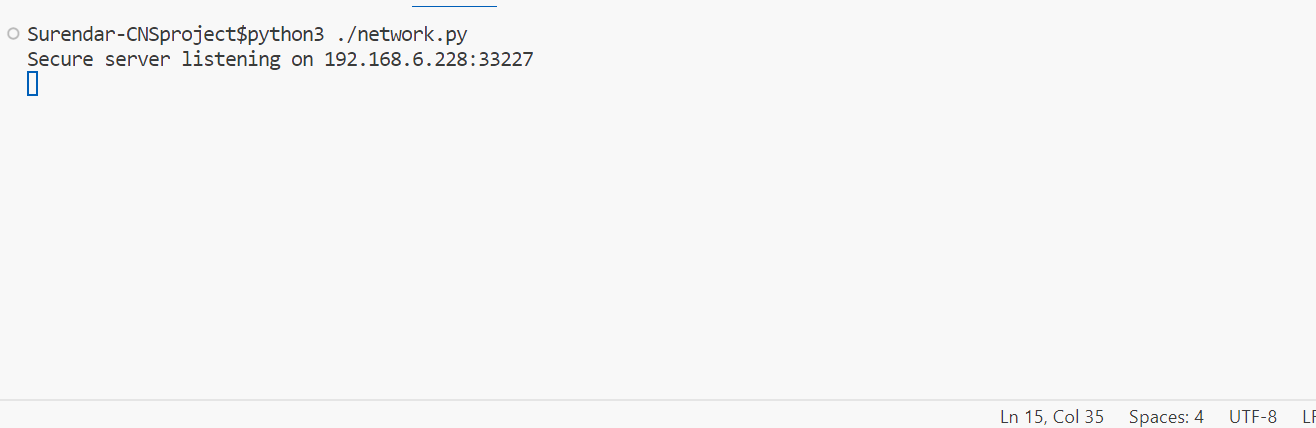 Surendar-CNSproject$python3 ./network.py
Secure server listening on 192.168.6.228:33227
Ln 15, Col 35 Spaces: 4 UTF-8